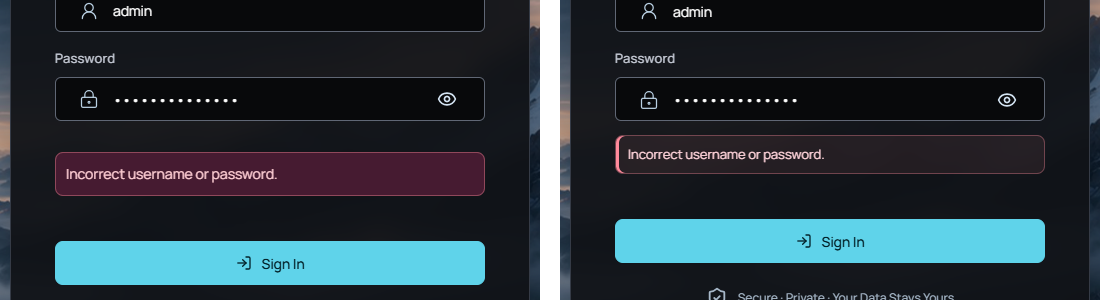 admin
Password
••••••••••••••
Incorrect username or password.
Sign In
admin
Password
••••••••••••••
Incorrect username or password.
Sign In
Secure · Private · Your Data Stays Yours